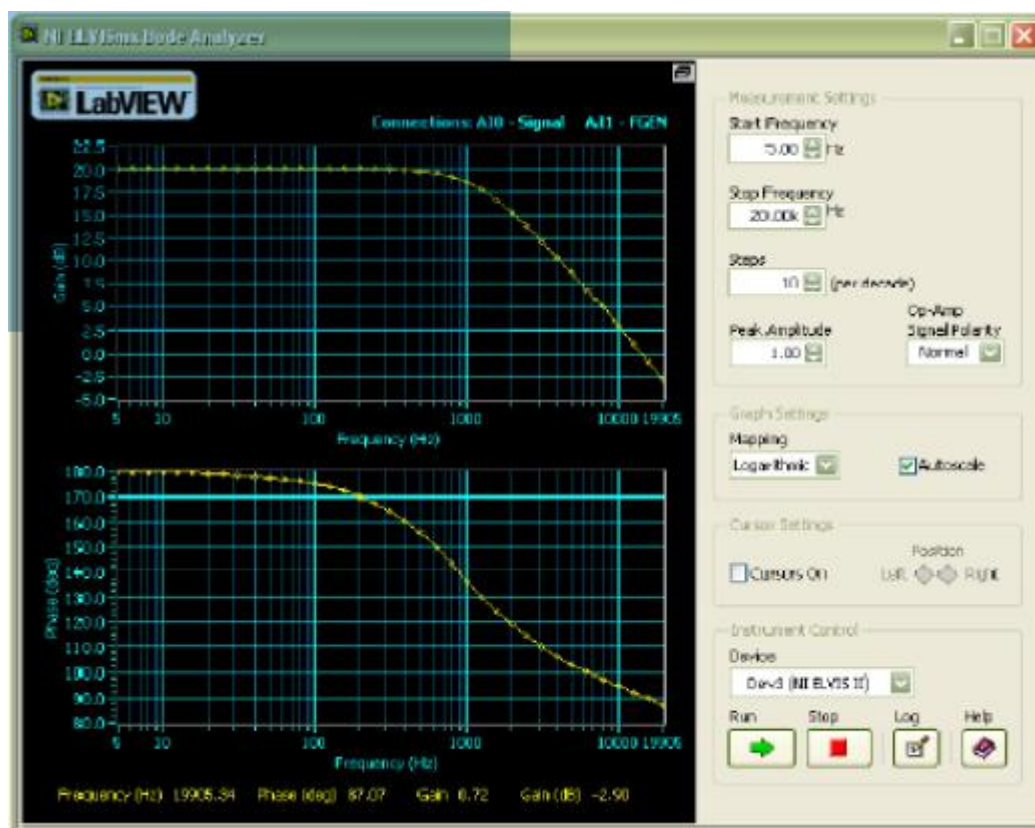 NI ELVISmx Bode Analyzer
LabVIEW
Connections: AI0 - Signal AI1 - FGEN
22.5
20.0
17.5
15.0
12.5
10.0
7.5
5.0
2.5
0.0
-2.5
-5.0
Gain (dB)
5 10 100 1000 10000 19905
Frequency (Hz)
180.0
170.0
160.0
150.0
140.0
130.0
120.0
110.0
100.0
90.0
80.0
Phase (deg)
5 10 100 1000 10000 19905
Frequency (Hz)
Frequency (Hz) 19905.34 Phase (deg) 87.07 Gain 0.72 Gain (dB) -2.90
Measurement Settings
Start Frequency
5.00 Hz
Stop Frequency
20.00k Hz
Steps
10 (per decade)
Peak Amplitude
1.00
Op-Amp
Signal Polarity
Normal
Graph Settings
Mapping
Logarithmic
Autoscale
Cursor Settings
Cursors On
Position
Left Right
Instrument Control
Device
Dev3 (NI ELVIS II)
Run Stop Log Help